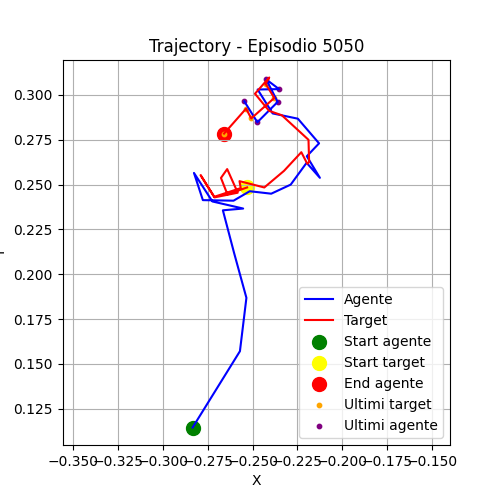 Trajectory - Episodio 5050
0.300
0.275
0.250
0.225
0.200
0.175
0.150
0.125
Agente
Target
Start agente
Start target
End agente
Ultimi target
Ultimi agente
−0.350 −0.325 −0.300 −0.275 −0.250 −0.225 −0.200 −0.175 −0.150
X